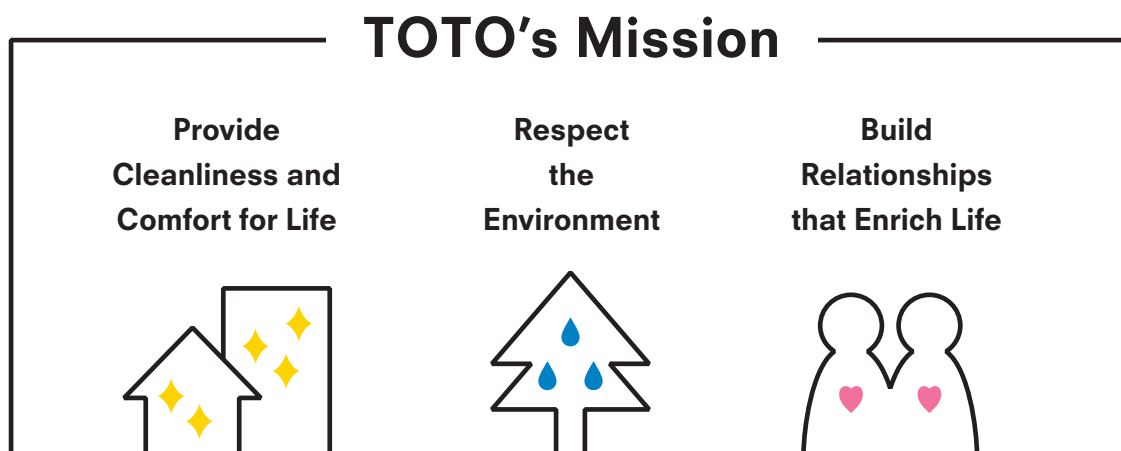 TOTO’s Mission
Provide
Cleanliness and
Comfort for Life
Respect
the
Environment
Build
Relationships
that Enrich Life